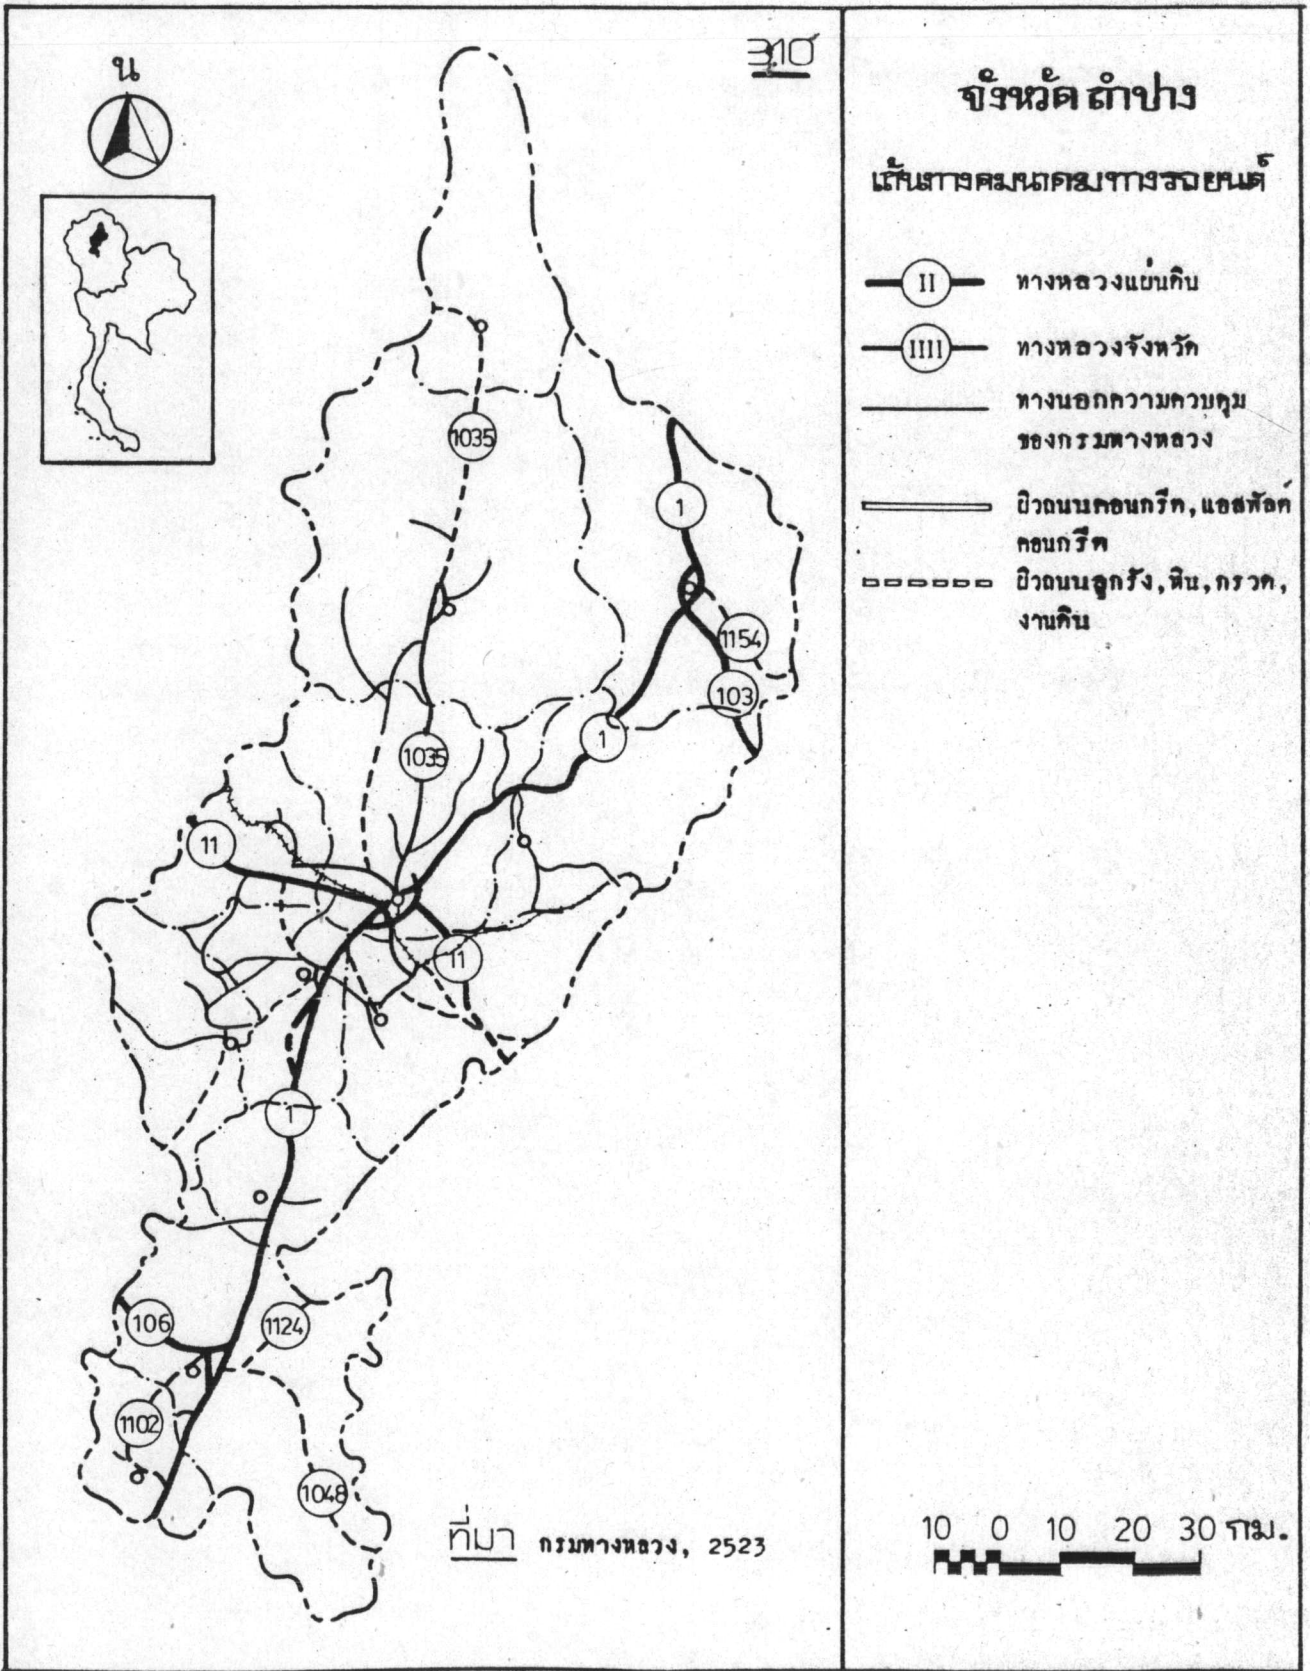 3.10
น
จังหวัด ลำปาง
เส้นทางคมนาคมทางรถยนต์
II ทางหลวงแผ่นดิน
IIII ทางหลวงจังหวัด
ทางนอกความควบคุม
ของกรมทางหลวง
ผิวถนนคอนกรีต, แอสฟัลต์
คอนกรีต
ผิวถนนลูกรัง, หิน, กรวด,
งานดิน
1035
1
1154
103
1
1035
11
11
1
106
1124
1102
1048
ที่มา กรมทางหลวง, 2523
10 0 10 20 30 กม.